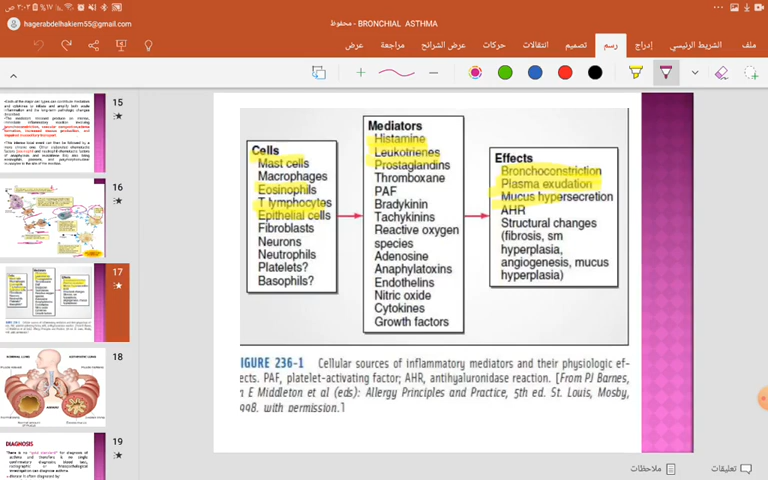 ٣:٠٣ ص
١٧%
hagerabdelhakiem55@gmail.com
BRONCHIAL ASTHMA - محفوظ
ملف
الشريط الرئيسي
إدراج
رسم
تصميم
انتقالات
حركات
عرض الشرائح
مراجعة
عرض
15
16
17
18
19
DIAGNOSIS
Cells
Mast cells
Macrophages
Eosinophils
T lymphocytes
Epithelial cells
Fibroblasts
Neurons
Neutrophils
Platelets?
Basophils?
Mediators
Histamine
Leukotrienes
Prostaglandins
Thromboxane
PAF
Bradykinin
Tachykinins
Reactive oxygen
species
Adenosine
Anaphylatoxins
Endothelins
Nitric oxide
Cytokines
Growth factors
Effects
Bronchoconstriction
Plasma exudation
Mucus hypersecretion
AHR
Structural changes
(fibrosis, sm
hyperplasia,
angiogenesis, mucus
hyperplasia)
IGURE 236-1 Cellular sources of inflammatory mediators and their physiologic ef-
ects. PAF, platelet-activating factor; AHR, antihyaluronidase reaction. [From PJ Barnes,
n E Middleton et al (eds): Allergy Principles and Practice, 5th ed. St. Louis, Mosby,
998, with permission.]
ملاحظات
تعليقات